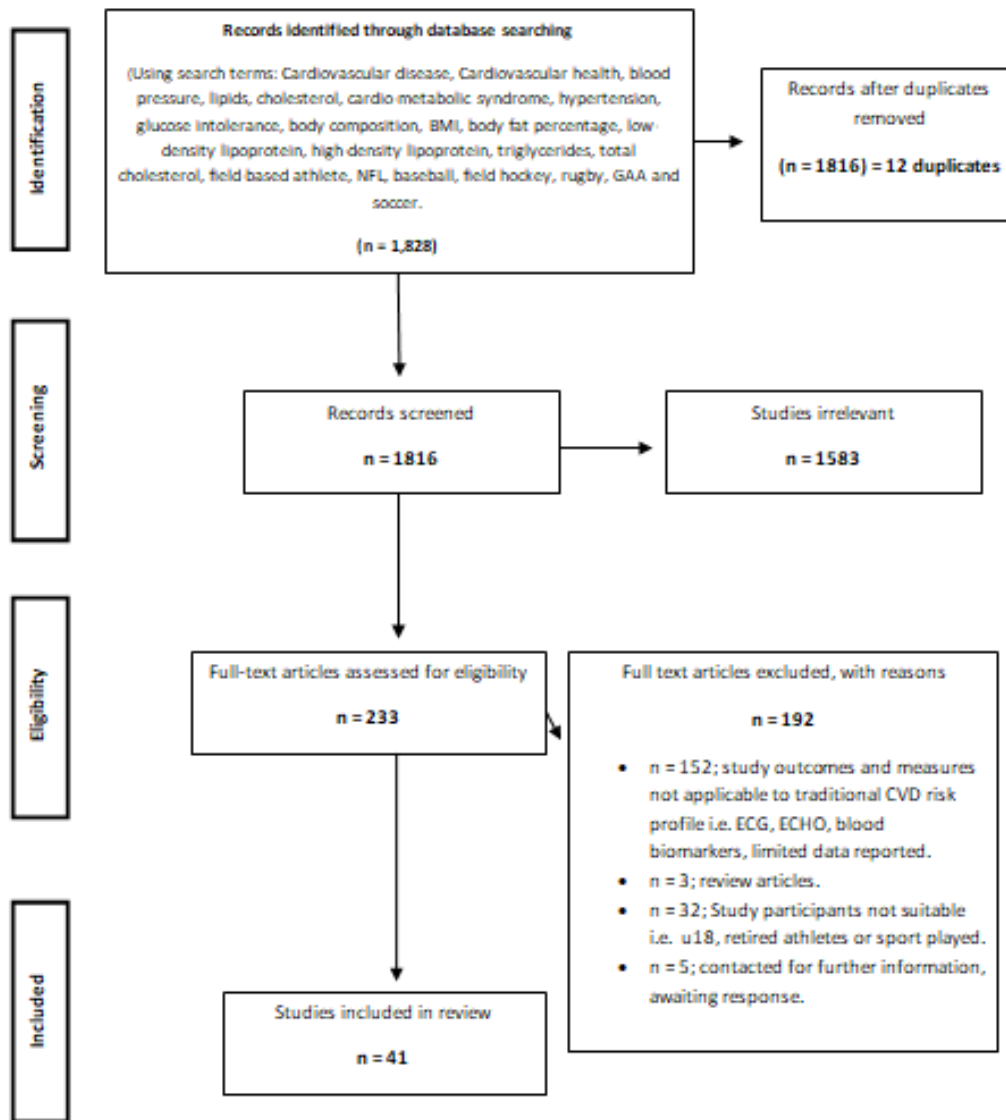 Identification
Records identified through database searching
(Using search terms: Cardiovascular disease, Cardiovascular health, blood
pressure, lipids, cholesterol, cardio metabolic syndrome, hypertension,
glucose intolerance, body composition, BMI, body fat percentage, low-
density lipoprotein, high density lipoprotein, triglycerides, total
cholesterol, field based athlete, NFL, baseball, field hockey, rugby, GAA and
soccer.
(n = 1,828)
Records after duplicates
removed
(n = 1816) = 12 duplicates
Screening
Records screened
n = 1816
Studies irrelevant
n = 1583
Eligibility
Full-text articles assessed for eligibility
n = 233
Full text articles excluded, with reasons
n = 192
• n = 152; study outcomes and measures
not applicable to traditional CVD risk
profile i.e. ECG, ECHO, blood
biomarkers, limited data reported.
• n = 3; review articles.
• n = 32; Study participants not suitable
i.e. u18, retired athletes or sport played.
• n = 5; contacted for further information,
awaiting response.
Included
Studies included in review
n = 41